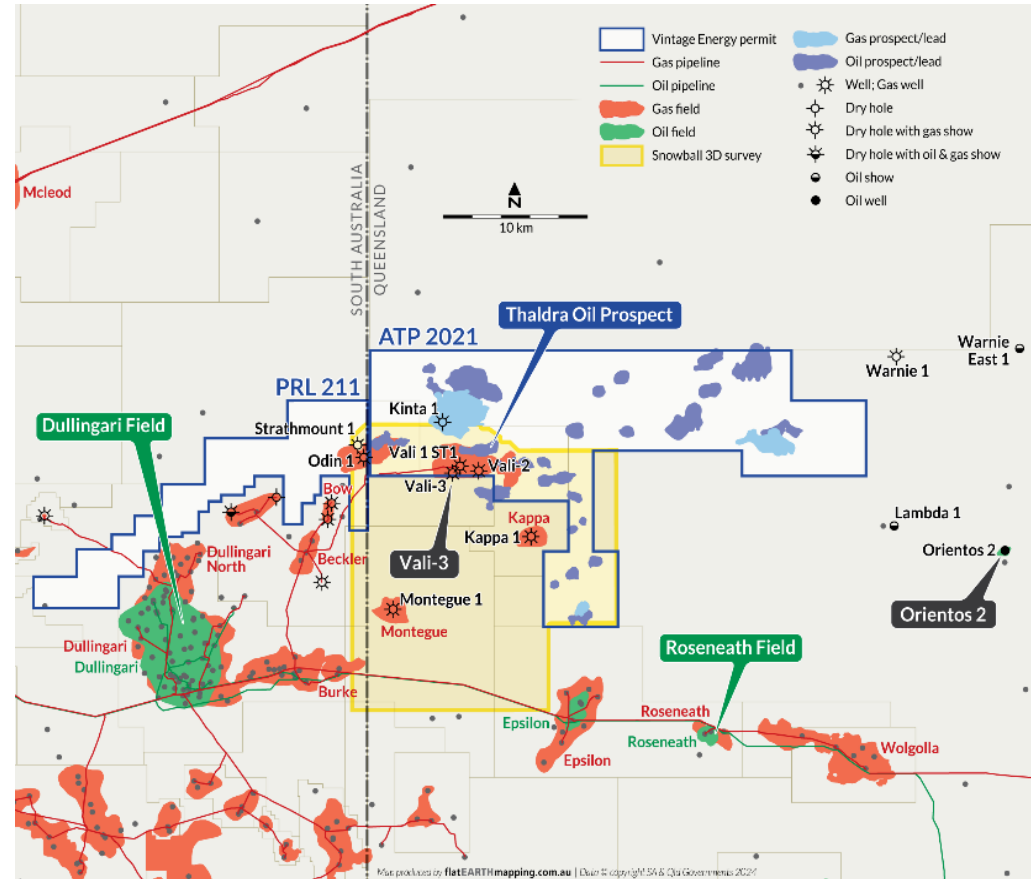 Vintage Energy permit
Gas pipeline
Oil pipeline
Gas field
Oil field
Snowball 3D survey
Gas prospect/lead
Oil prospect/lead
Well; Gas well
Dry hole
Dry hole with gas show
Dry hole with oil & gas show
Oil show
Oil well
Mcleod
SOUTH AUSTRALIA
QUEENSLAND
N
10 km
Thaldra Oil Prospect
ATP 2021
Warnie
East 1
Warnie 1
PRL 211
Kinta 1
Dullingari Field
Strathmount 1
Vali 1 ST1
Odin 1
Vali-2
Vali-3
Bow
Kappa
Kappa 1
Lambda 1
Dullingari
North
Beckler
Vali-3
Orientos 2
Orientos 2
Montegue 1
Montegue
Dullingari
Dullingari
Roseneath Field
Burke
Epsilon
Epsilon
Roseneath
Roseneath
Wolgolla
Map produced by flatEARTHmapping.com.au | Data © copyright SA & Qld Governments 2024